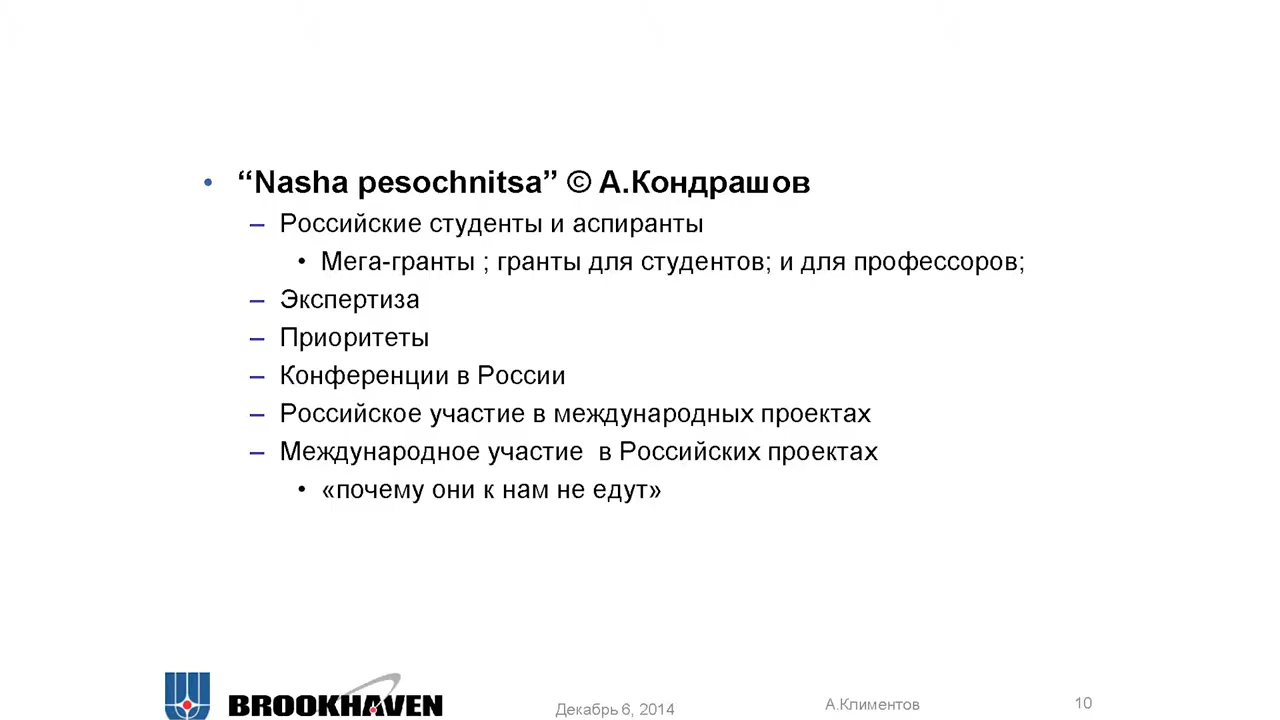 • “Nasha pesochnitsa” © А.Кондрашов
– Российские студенты и аспиранты
• Мега-гранты ; гранты для студентов; и для профессоров;
– Экспертиза
– Приоритеты
– Конференции в России
– Российское участие в международных проектах
– Международное участие в Российских проектах
• «почему они к нам не едут»
BROOKHAVEN
Декабрь 6, 2014
А.Климентов
10